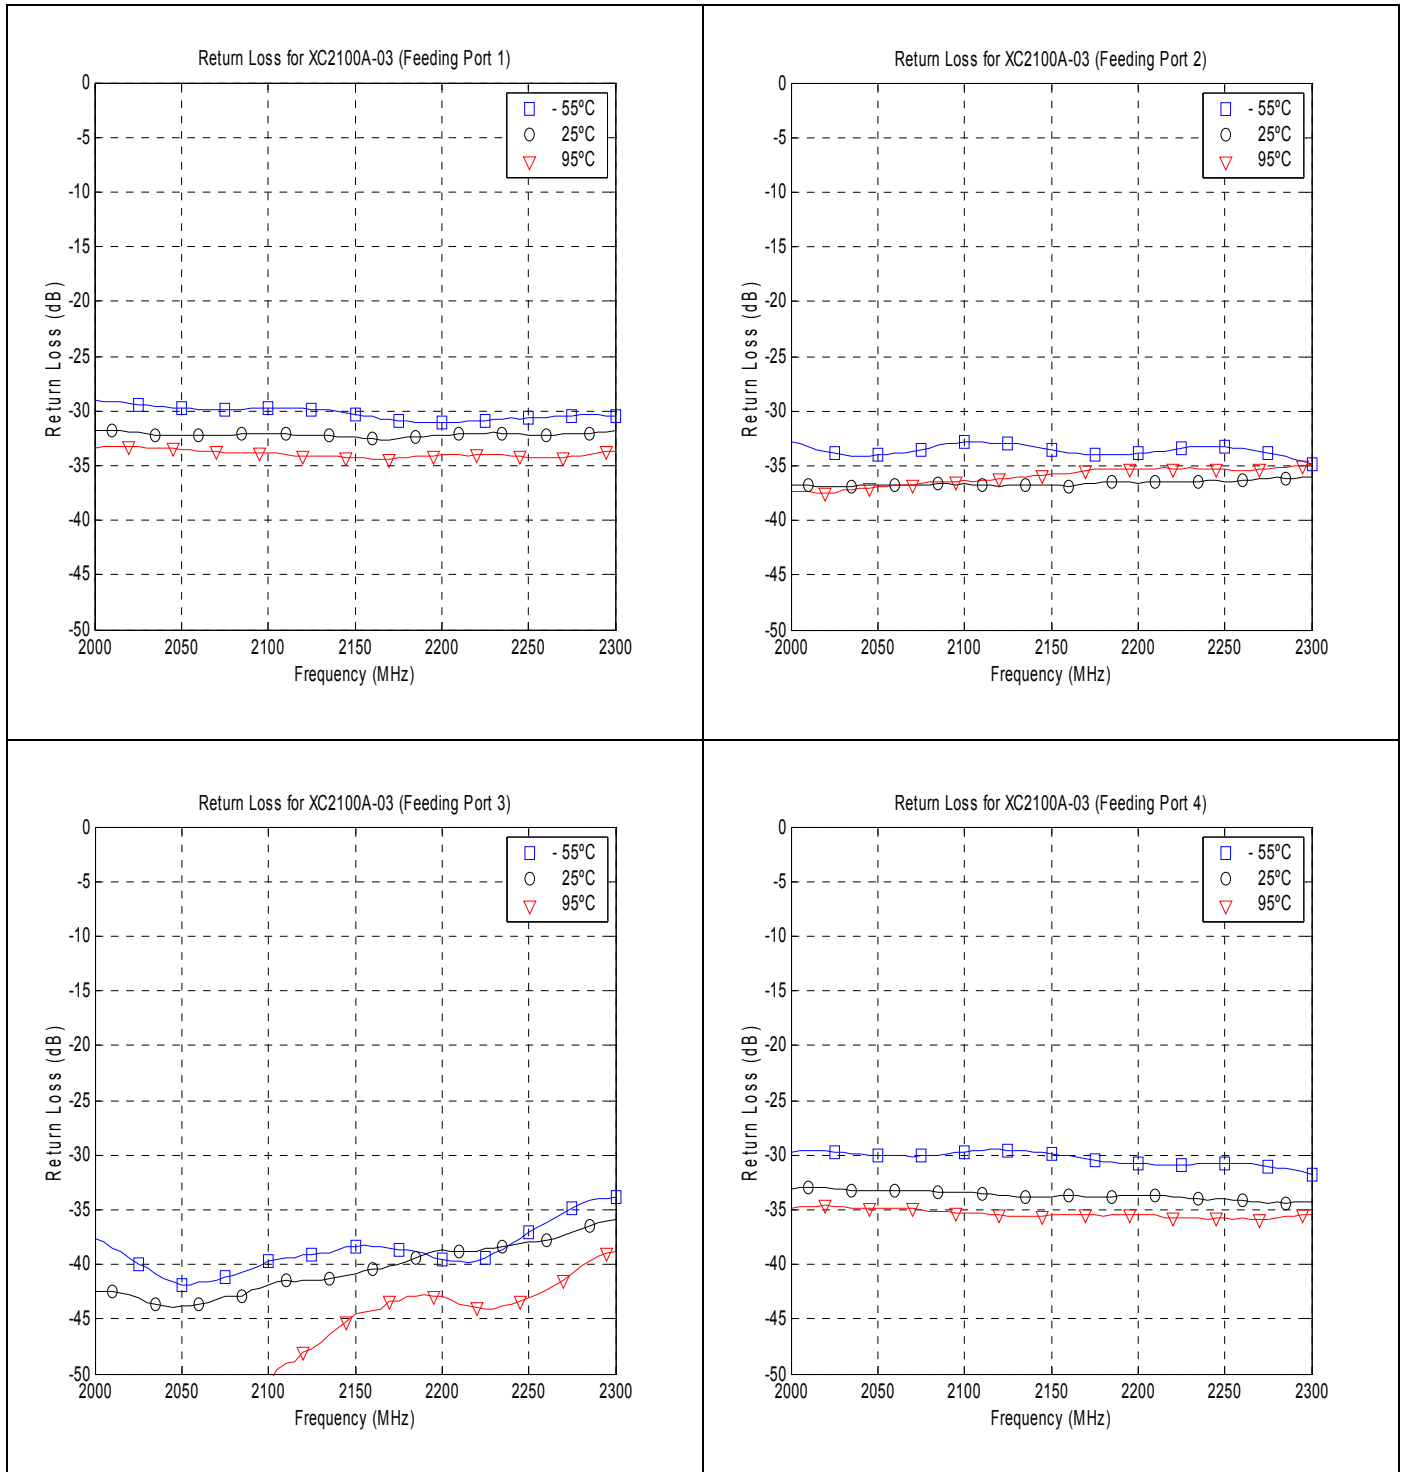 Return Loss for XC2100A-03 (Feeding Port 1)
0
-5
-10
-15
-20
-25
-30
-35
-40
-45
-50
Return Loss (dB)
2000 2050 2100 2150 2200 2250 2300
Frequency (MHz)
- 55ºC
25ºC
95ºC
Return Loss for XC2100A-03 (Feeding Port 2)
0
-5
-10
-15
-20
-25
-30
-35
-40
-45
-50
Return Loss (dB)
2000 2050 2100 2150 2200 2250 2300
Frequency (MHz)
- 55ºC
25ºC
95ºC
Return Loss for XC2100A-03 (Feeding Port 3)
0
-5
-10
-15
-20
-25
-30
-35
-40
-45
-50
Return Loss (dB)
2000 2050 2100 2150 2200 2250 2300
Frequency (MHz)
- 55ºC
25ºC
95ºC
Return Loss for XC2100A-03 (Feeding Port 4)
0
-5
-10
-15
-20
-25
-30
-35
-40
-45
-50
Return Loss (dB)
2000 2050 2100 2150 2200 2250 2300
Frequency (MHz)
- 55ºC
25ºC
95ºC